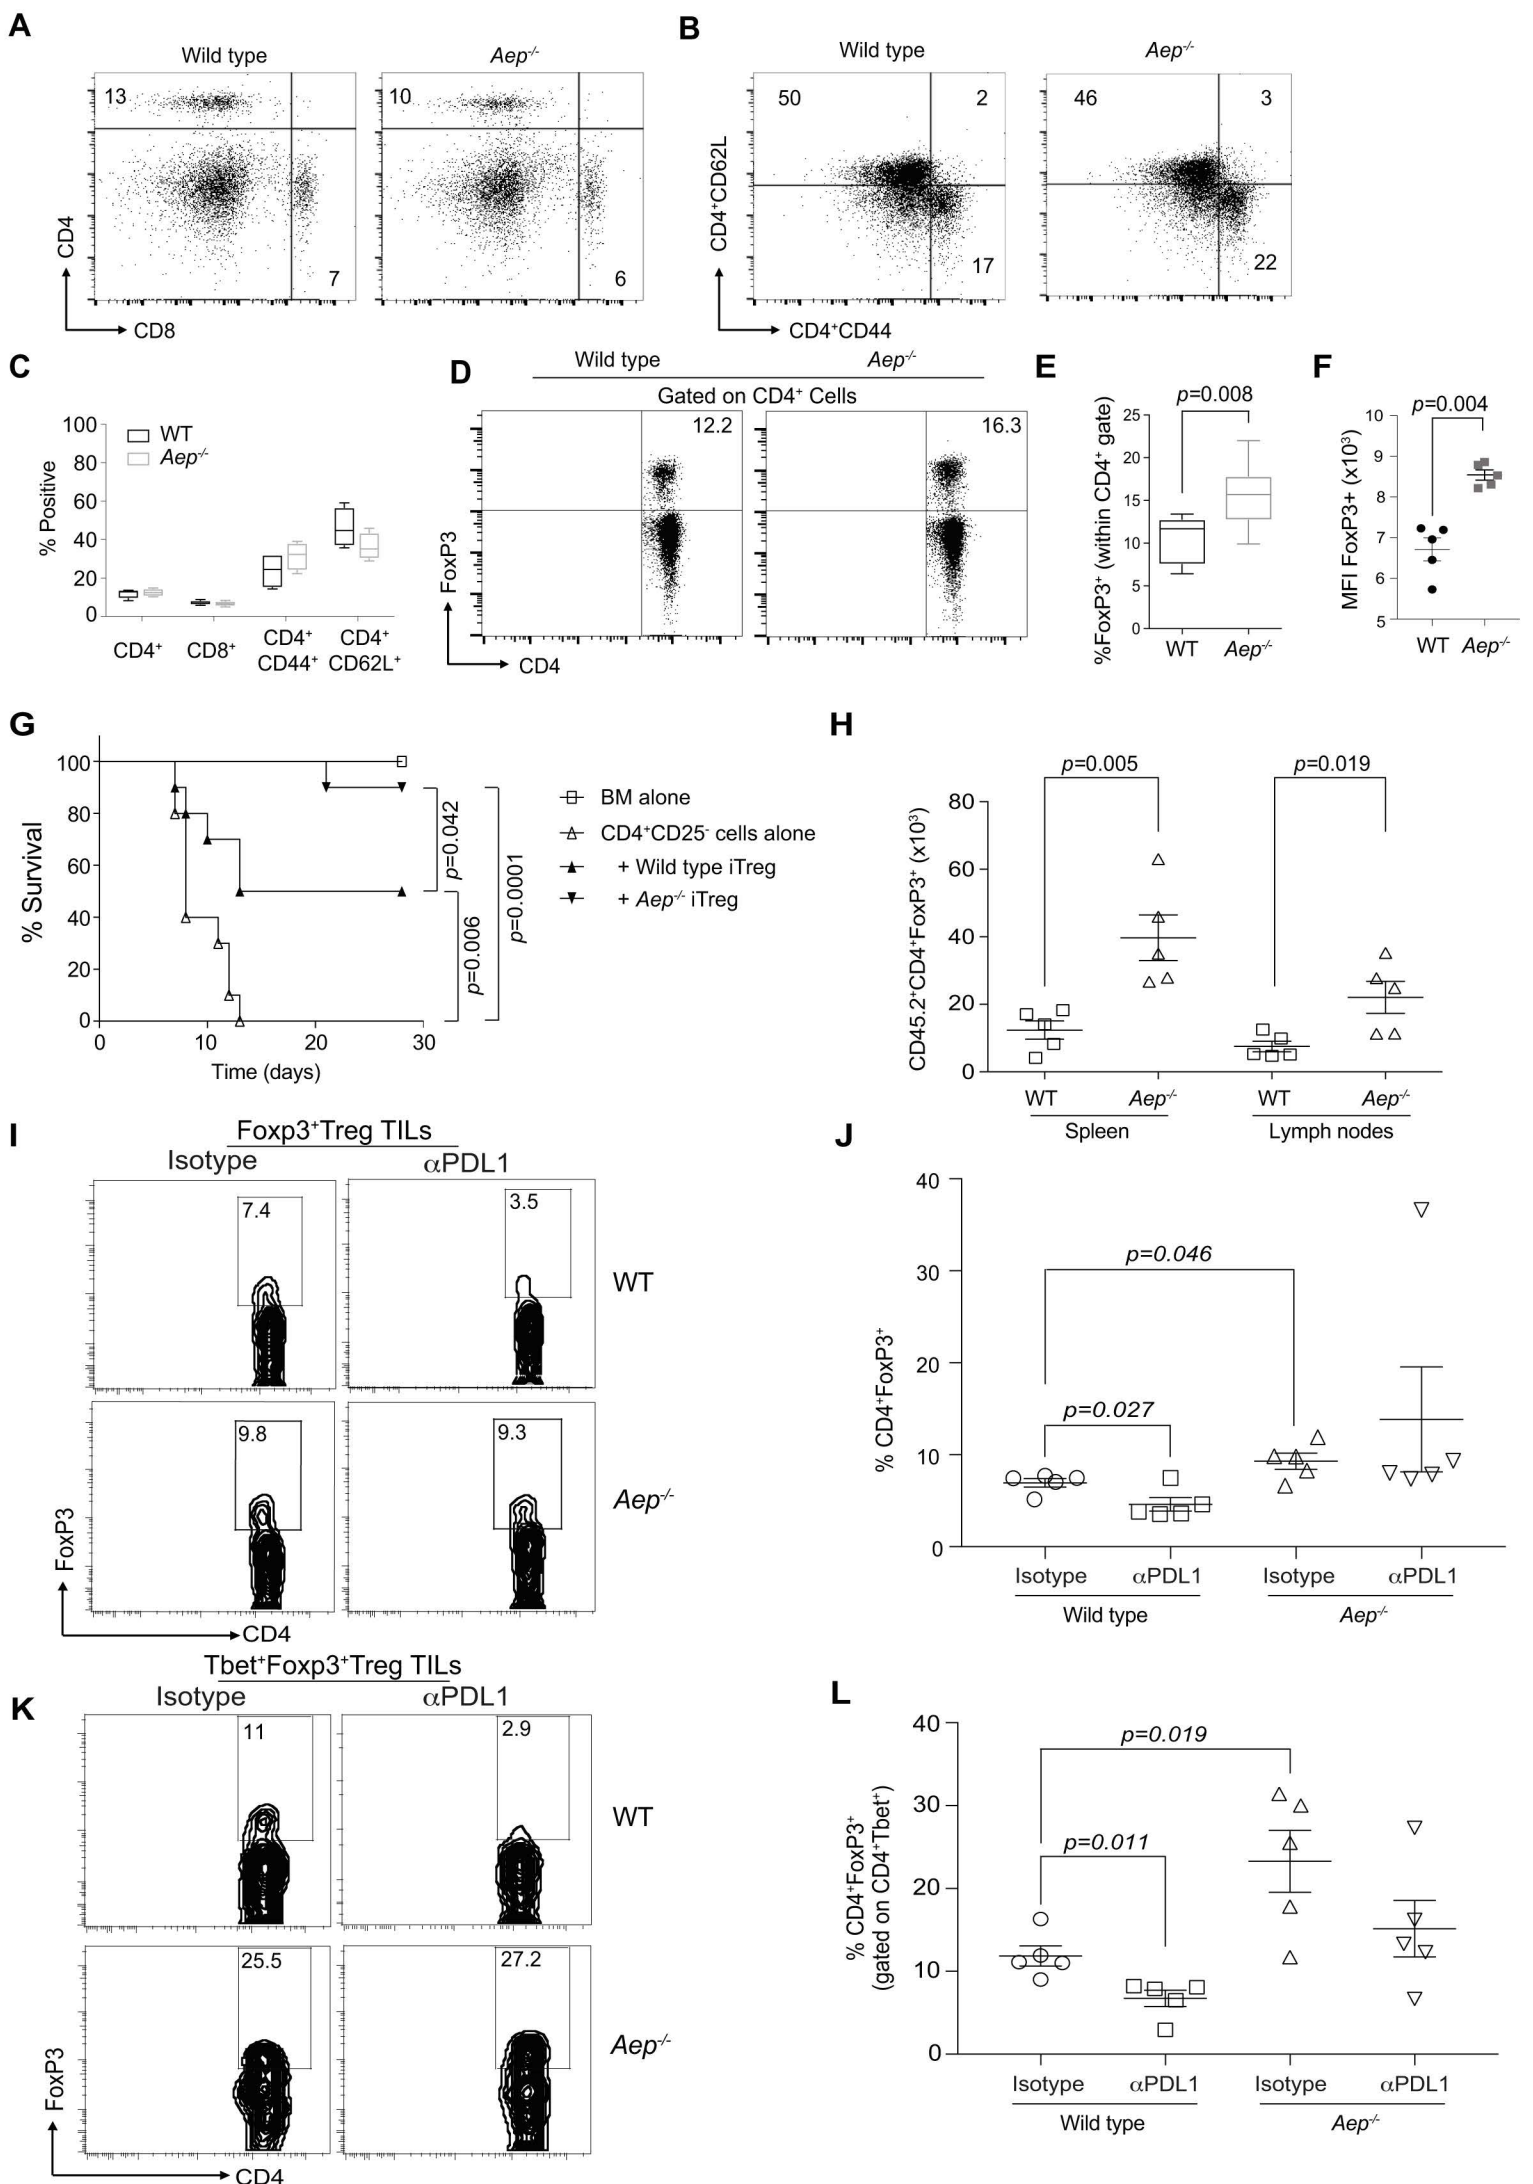 A
Wild type
Aep-/-
13
10
7
6
CD4
CD8
B
Wild type
Aep-/-
50
2
46
3
17
22
CD4+CD62L
CD4+CD44
C
% Positive
100
80
60
40
20
0
WT
Aep-/-
CD4+
CD8+
CD4+
CD44+
CD4+
CD62L+
D
Wild type
Aep-/-
Gated on CD4+ Cells
12.2
16.3
FoxP3
CD4
E
p=0.008
%FoxP3+ (within CD4+ gate)
25
20
15
10
5
0
WT
Aep-/-
F
p=0.004
MFI FoxP3+ (x10³)
10
9
8
7
6
5
WT
Aep-/-
G
% Survival
100
80
60
40
20
0
0
10
20
30
Time (days)
p=0.042
p=0.006
p=0.0001
BM alone
CD4+CD25- cells alone
+ Wild type iTreg
+ Aep-/- iTreg
H
p=0.005
p=0.019
CD45.2+CD4+FoxP3+ (x10³)
80
60
40
20
0
WT
Aep-/-
WT
Aep-/-
Spleen
Lymph nodes
I
Foxp3+Treg TILs
Isotype
αPDL1
7.4
3.5
WT
9.8
9.3
Aep-/-
FoxP3
CD4
J
% CD4+FoxP3+
40
30
20
10
0
p=0.046
p=0.027
Isotype
αPDL1
Isotype
αPDL1
Wild type
Aep-/-
K
Tbet+Foxp3+Treg TILs
Isotype
αPDL1
11
2.9
WT
25.5
27.2
Aep-/-
FoxP3
CD4
L
% CD4+FoxP3+
(gated on CD4+Tbet+)
40
30
20
10
0
p=0.019
p=0.011
Isotype
αPDL1
Isotype
αPDL1
Wild type
Aep-/-